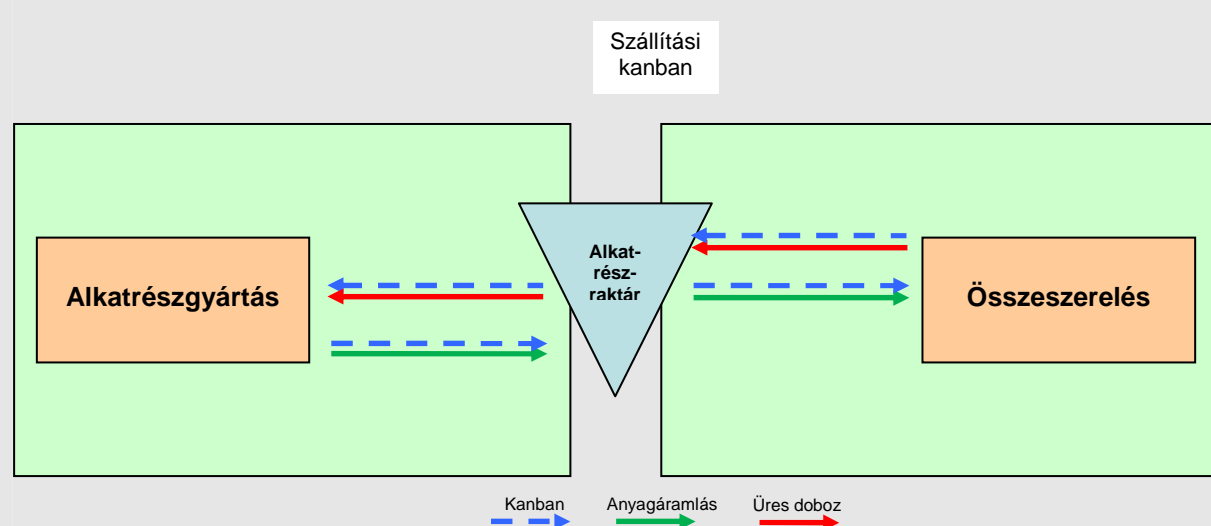 Szállítási
kanban
Alkatrészgyártás
Alkat-
rész-
raktár
Összeszerelés
Kanban
Anyagáramlás
Üres doboz